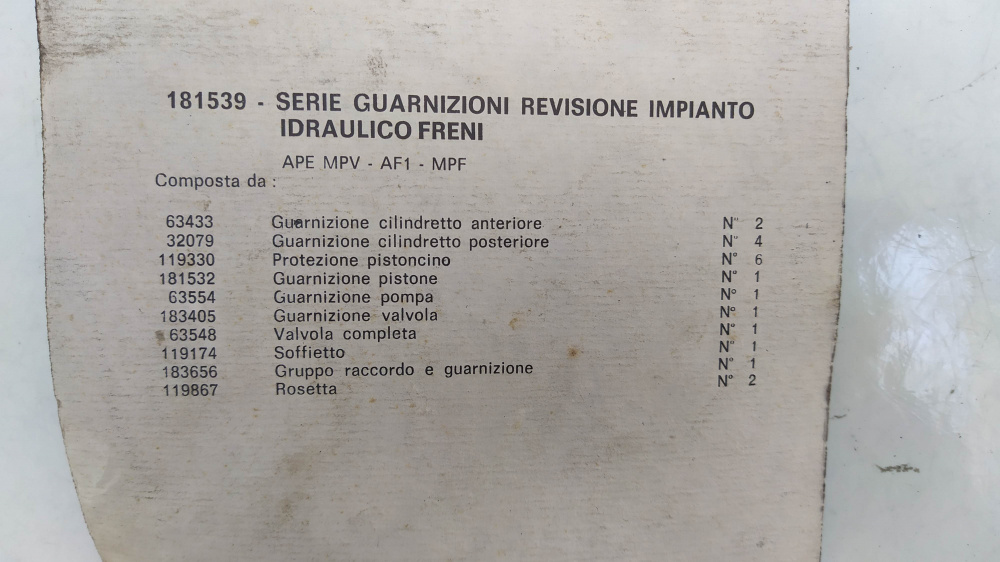 181539 - SERIE GUARNIZIONI REVISIONE IMPIANTO
IDRAULICO FRENI
APE MPV - AF1 - MPF
Composta da :
63433 Guarnizione cilindretto anteriore N° 2
32079 Guarnizione cilindretto posteriore N° 4
119330 Protezione pistoncino N° 6
181532 Guarnizione pistone N° 1
63554 Guarnizione pompa N° 1
183405 Guarnizione valvola N° 1
63548 Valvola completa N° 1
119174 Soffietto N° 1
183656 Gruppo raccordo e guarnizione N° 1
119867 Rosetta N° 2